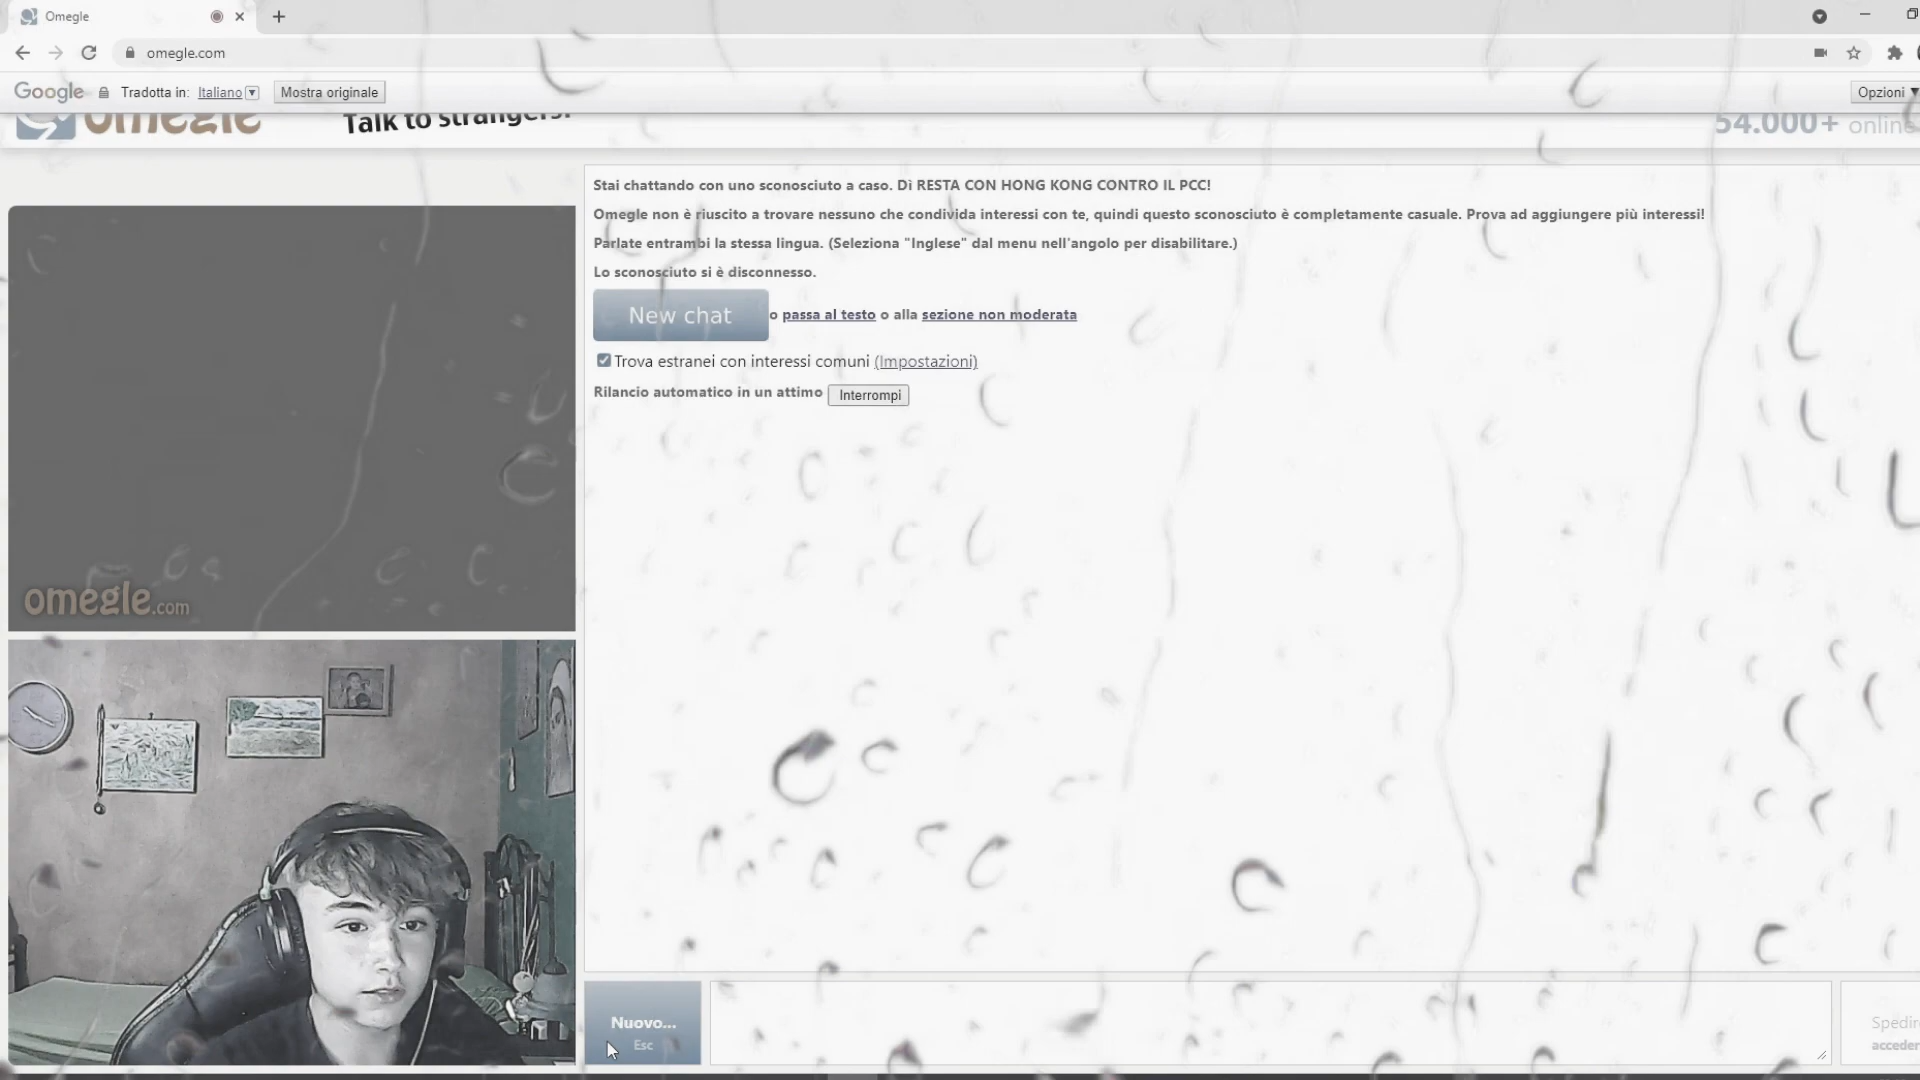 Omegle
omegle.com
Google Tradotta in: Italiano Mostra originale Opzioni
omegle Talk to strangers! 54.000+ online
Stai chattando con uno sconosciuto a caso. Dì RESTA CON HONG KONG CONTRO IL PCC!
Omegle non è riuscito a trovare nessuno che condivida interessi con te, quindi questo sconosciuto è completamente casuale. Prova ad aggiungere più interessi!
Parlate entrambi la stessa lingua. (Seleziona "Inglese" dal menu nell'angolo per disabilitare.)
Lo sconosciuto si è disconnesso.
New chat o passa al testo o alla sezione non moderata
Trova estranei con interessi comuni (Impostazioni)
Rilancio automatico in un attimo Interrompi
omegle.com
Nuovo...
Esc
Spedir
acceder